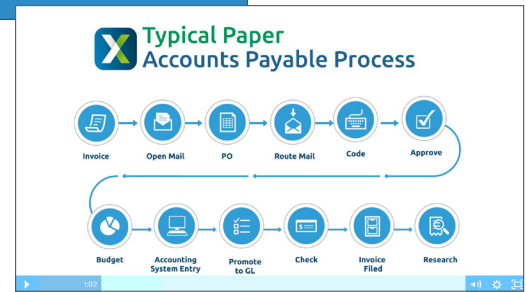 Typical Paper
Accounts Payable Process
Invoice
Open Mail
PO
Route Mail
Code
Approve
Budget
Accounting
System Entry
Promote
to GL
Check
Invoice
Filed
Research
1:02